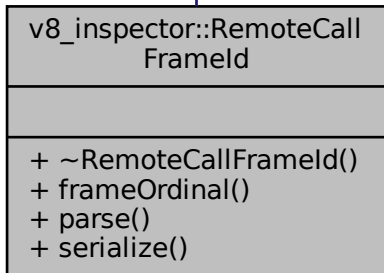 v8_inspector::RemoteCall
FrameId
+ ~RemoteCallFrameId()
+ frameOrdinal()
+ parse()
+ serialize()